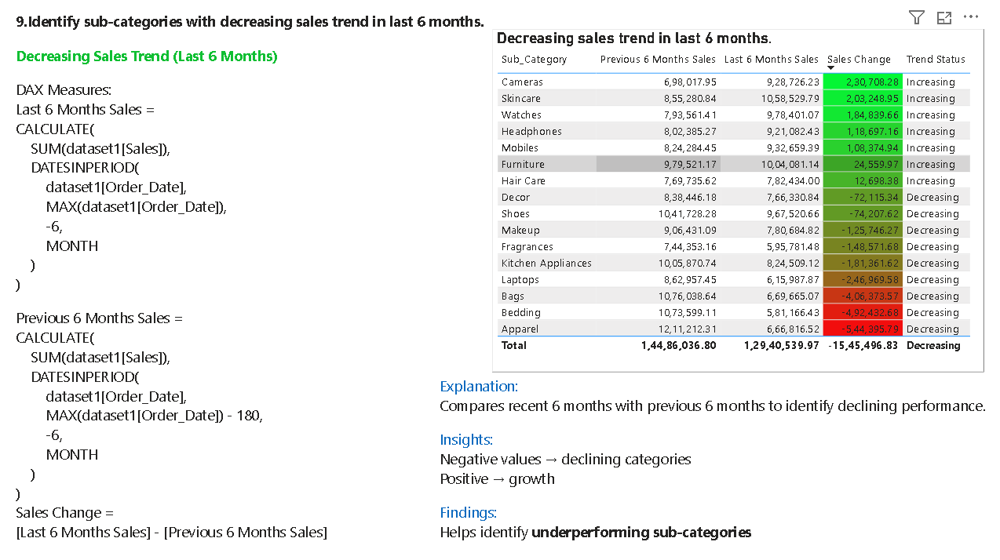 9.Identify sub-categories with decreasing sales trend in last 6 months.
Decreasing Sales Trend (Last 6 Months)
DAX Measures:
Last 6 Months Sales =
CALCULATE(
SUM(dataset1[Sales]),
DATESINPERIOD(
dataset1[Order_Date],
MAX(dataset1[Order_Date]),
-6,
MONTH
)
)
Previous 6 Months Sales =
CALCULATE(
SUM(dataset1[Sales]),
DATESINPERIOD(
dataset1[Order_Date],
MAX(dataset1[Order_Date]) - 180,
-6,
MONTH
)
)
Sales Change =
[Last 6 Months Sales] - [Previous 6 Months Sales]
Decreasing sales trend in last 6 months.
Sub_Category Previous 6 Months Sales Last 6 Months Sales Sales Change Trend Status
Cameras 6,98,017.95 9,28,726.23 2,30,708.28 Increasing
Skincare 8,55,280.84 10,58,529.79 2,03,248.95 Increasing
Watches 7,93,561.41 9,78,401.07 1,84,839.66 Increasing
Headphones 8,02,385.27 9,21,082.43 1,18,697.16 Increasing
Mobiles 8,24,284.45 9,32,659.39 1,08,374.94 Increasing
Furniture 9,79,521.17 10,04,081.14 24,559.97 Increasing
Hair Care 7,69,735.62 7,82,434.00 12,698.38 Increasing
Decor 8,38,446.18 7,66,330.84 -72,115.34 Decreasing
Shoes 10,41,728.28 9,67,520.66 -74,207.62 Decreasing
Makeup 9,06,431.09 7,80,684.82 -1,25,746.27 Decreasing
Fragrances 7,44,353.16 5,95,781.48 -1,48,571.68 Decreasing
Kitchen Appliances 10,05,870.74 8,24,509.12 -1,81,361.62 Decreasing
Laptops 8,62,957.45 6,15,987.87 -2,46,969.58 Decreasing
Bags 10,76,038.64 6,69,665.07 -4,06,373.57 Decreasing
Bedding 10,73,599.11 5,81,166.43 -4,92,432.68 Decreasing
Apparel 12,11,212.31 6,66,816.52 -5,44,395.79 Decreasing
Total 1,44,86,036.80 1,29,40,539.97 -15,45,496.83 Decreasing
Explanation:
Compares recent 6 months with previous 6 months to identify declining performance.
Insights:
Negative values → declining categories
Positive → growth
Findings:
Helps identify underperforming sub-categories